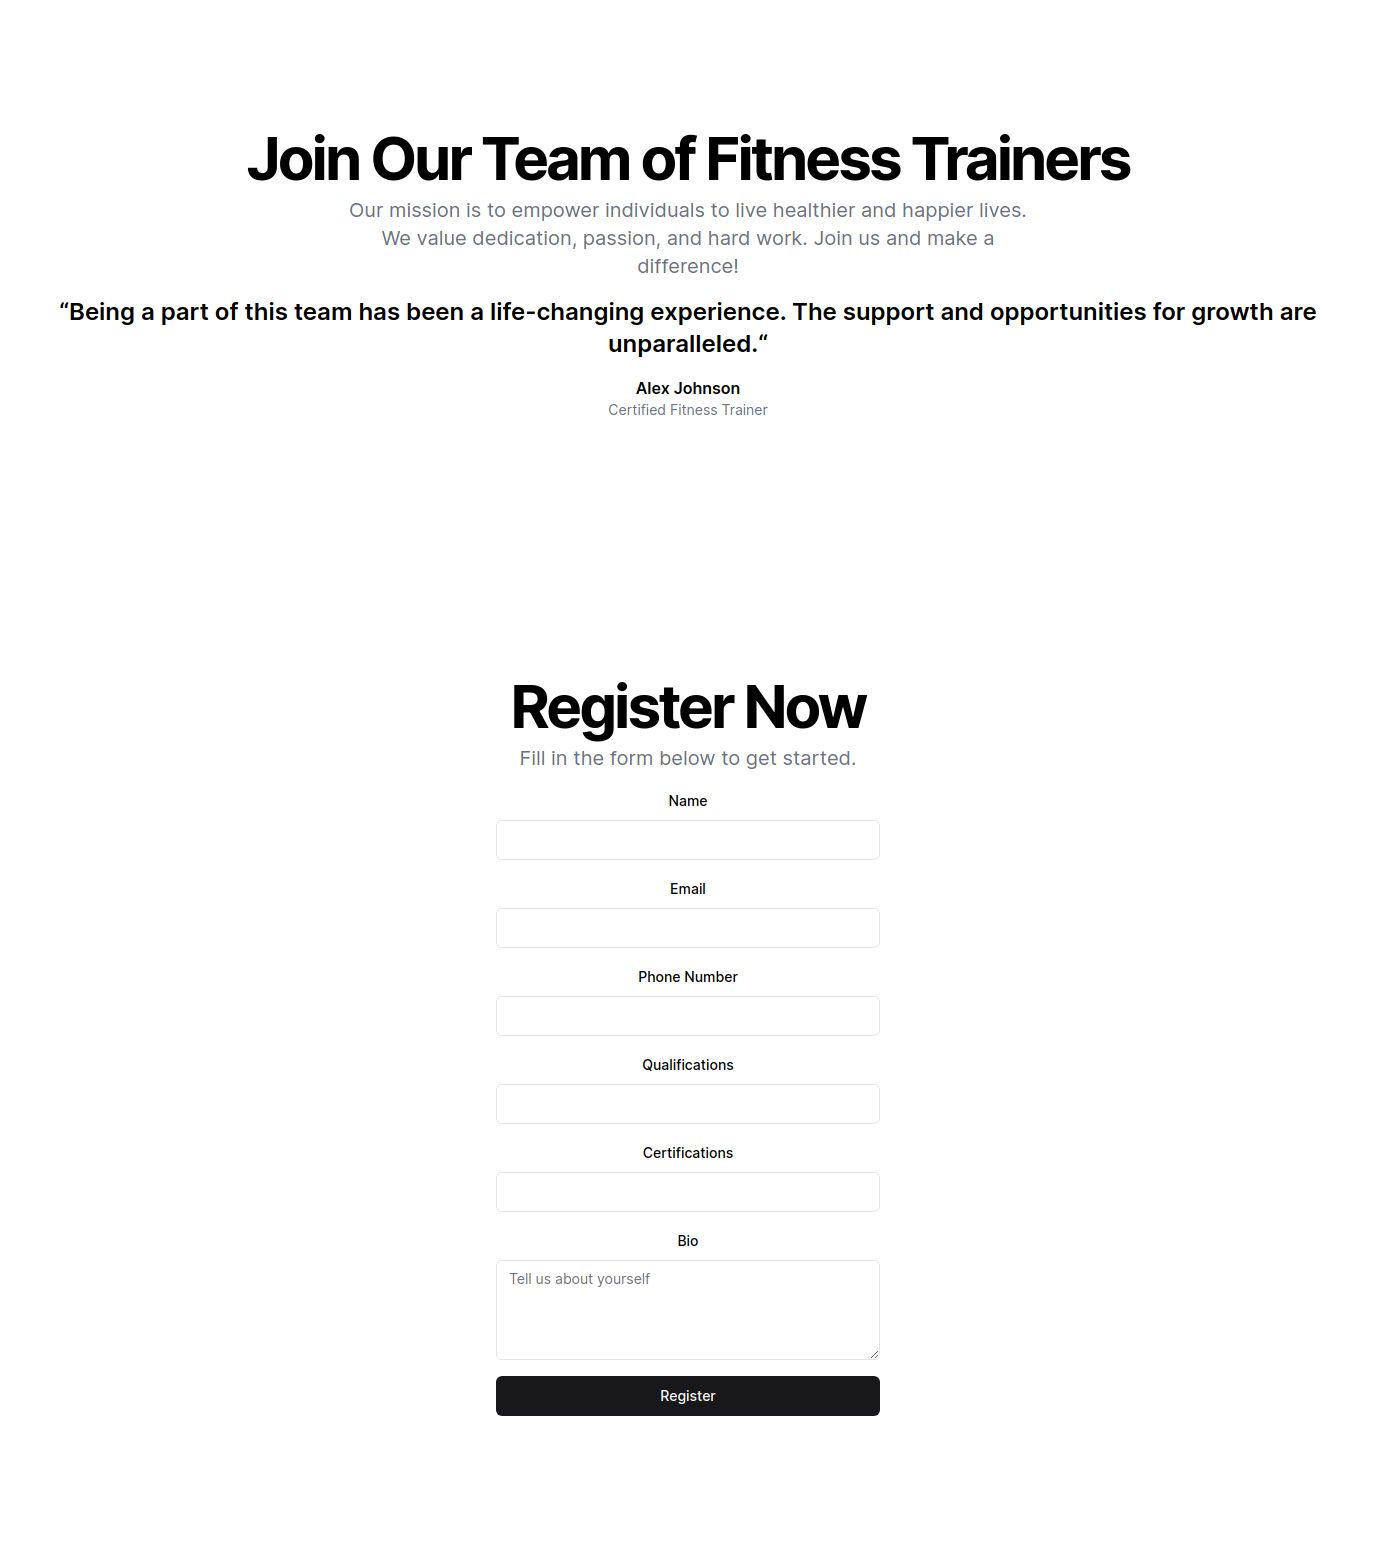 Join Our Team of Fitness Trainers
Our mission is to empower individuals to live healthier and happier lives.
We value dedication, passion, and hard work. Join us and make a
difference!
“Being a part of this team has been a life-changing experience. The support and opportunities for growth are
unparalleled.“
Alex Johnson
Certified Fitness Trainer
Register Now
Fill in the form below to get started.
Name
Email
Phone Number
Qualifications
Certifications
Bio
Tell us about yourself
Register